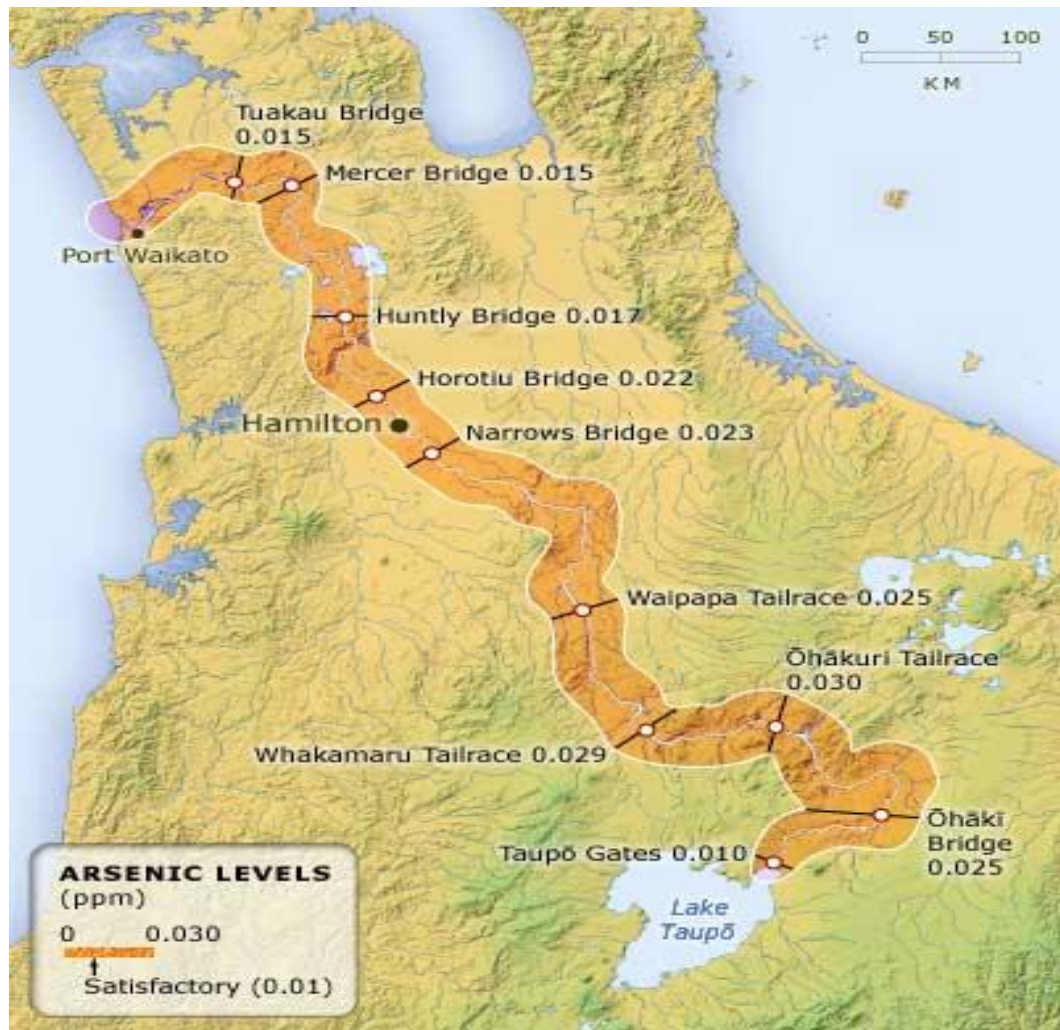 0 50 100
KM
Tuakau Bridge
0.015
Mercer Bridge 0.015
Port Waikato
Huntly Bridge 0.017
Horotiu Bridge 0.022
Hamilton
Narrows Bridge 0.023
Waipapa Tailrace 0.025
Ōhākuri Tailrace
0.030
Whakamaru Tailrace 0.029
Ōhākī
Bridge
0.025
Taupō Gates 0.010
Lake
Taupō
ARSENIC LEVELS
(ppm)
0 0.030
Satisfactory (0.01)